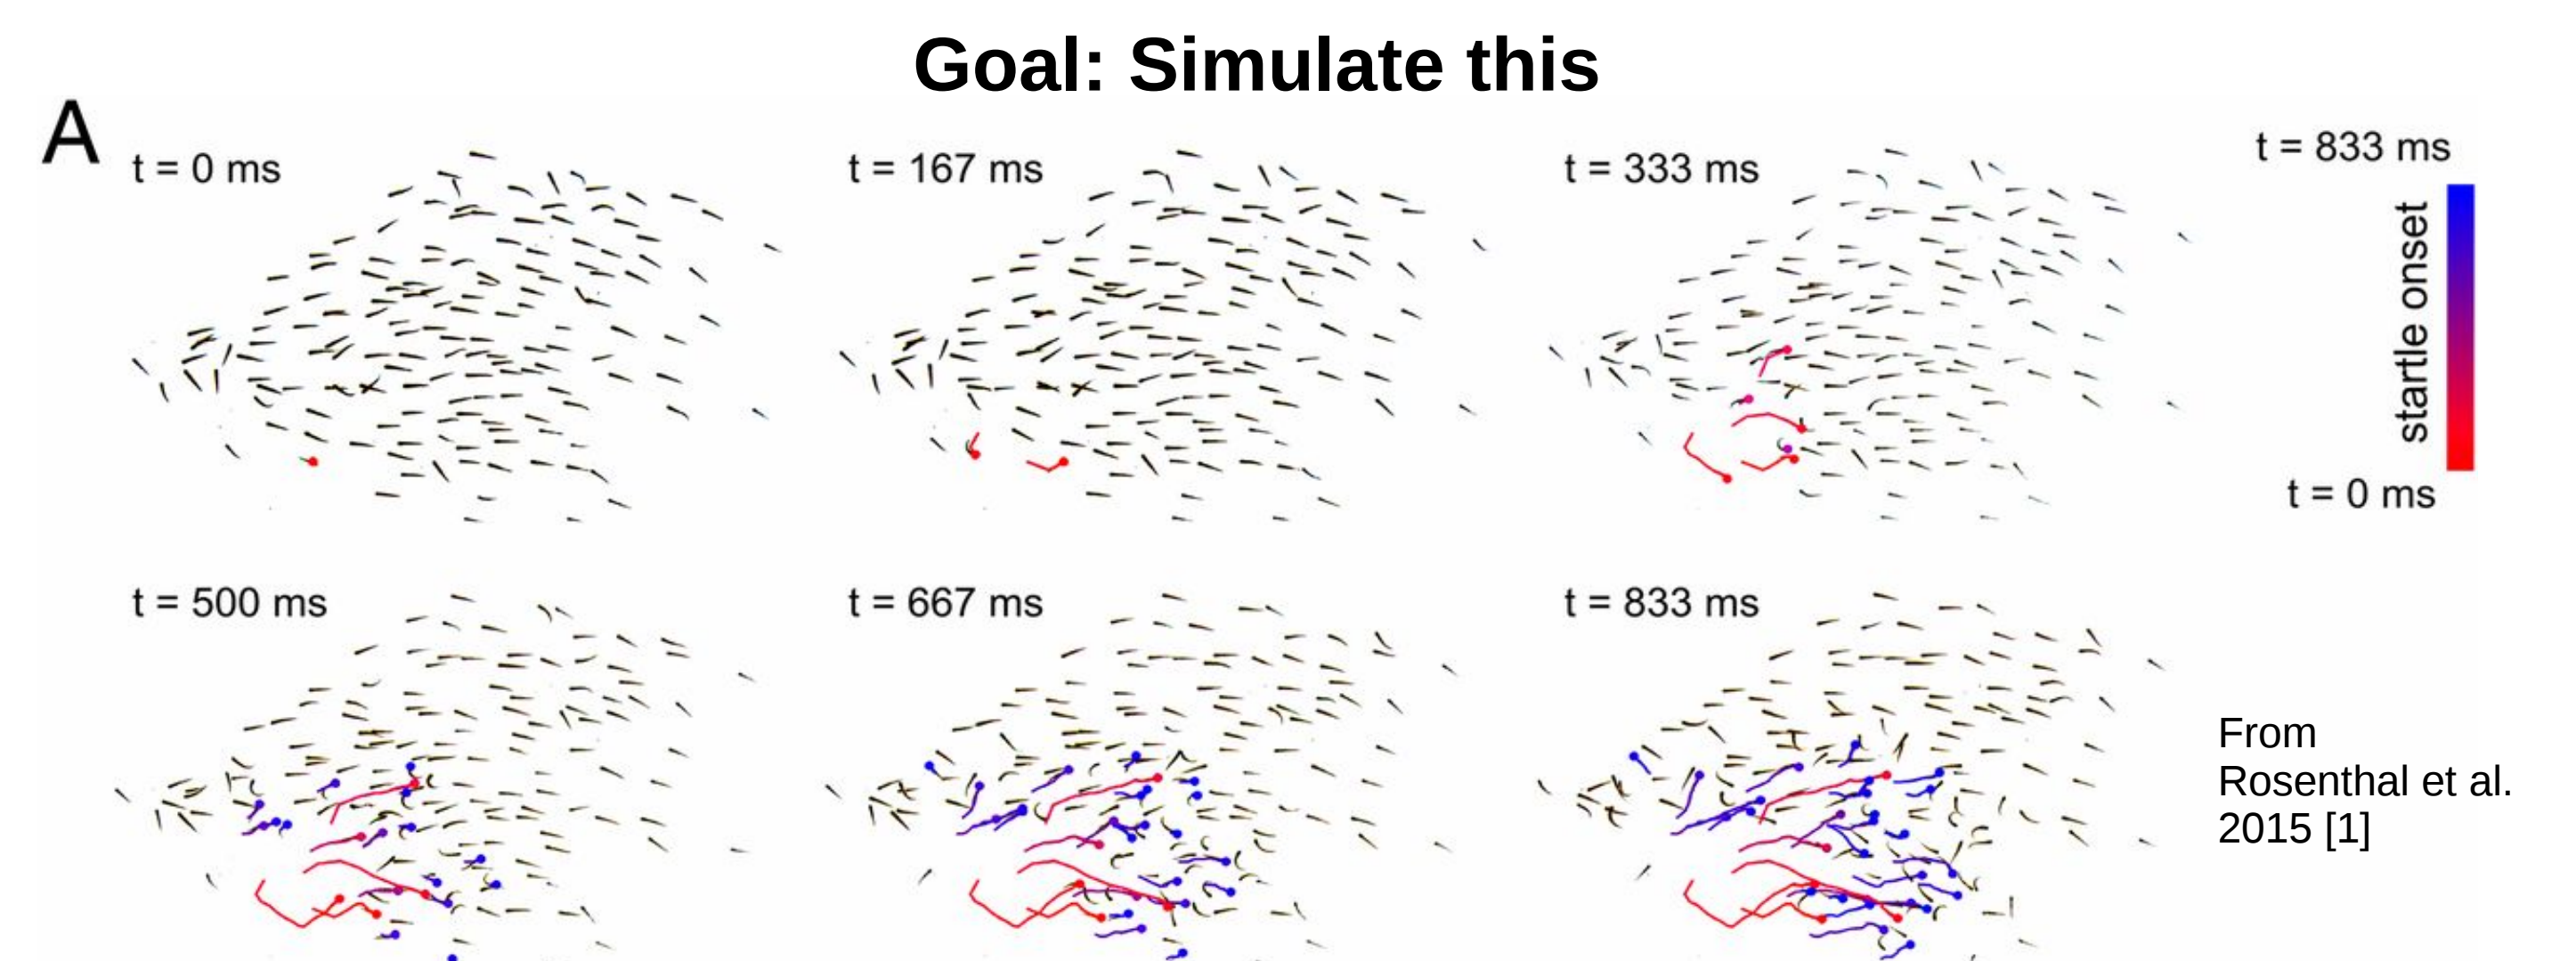 Goal: Simulate this
A
t = 0 ms
t = 167 ms
t = 333 ms
t = 833 ms
startle onset
t = 0 ms
t = 500 ms
t = 667 ms
t = 833 ms
From
Rosenthal et al.
2015 [1]